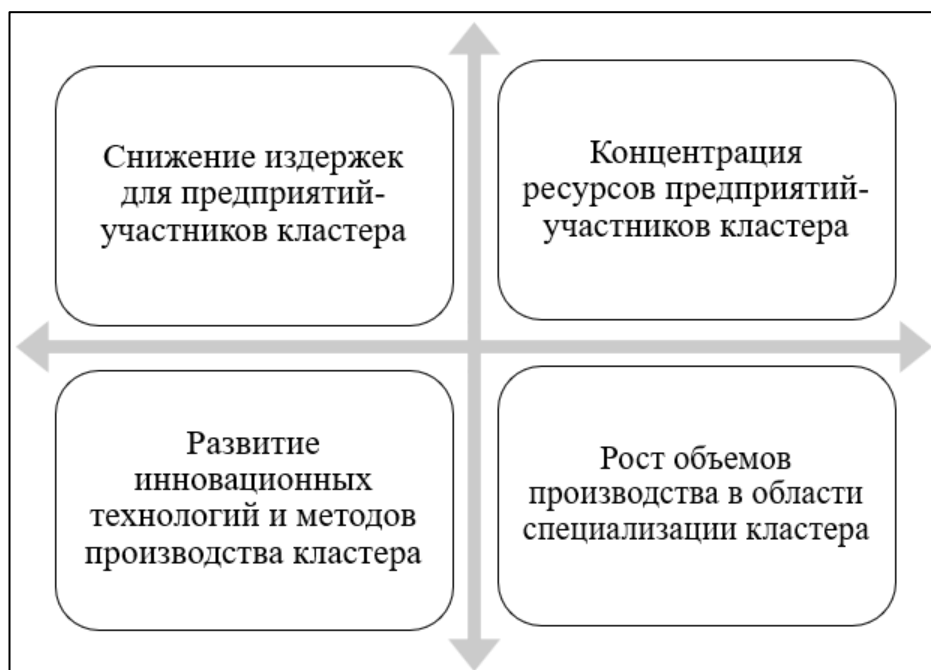 Снижение издержек
для предприятий-
участников кластера
Концентрация
ресурсов предприятий-
участников кластера
Развитие
инновационных
технологий и методов
производства кластера
Рост объемов
производства в области
специализации кластера